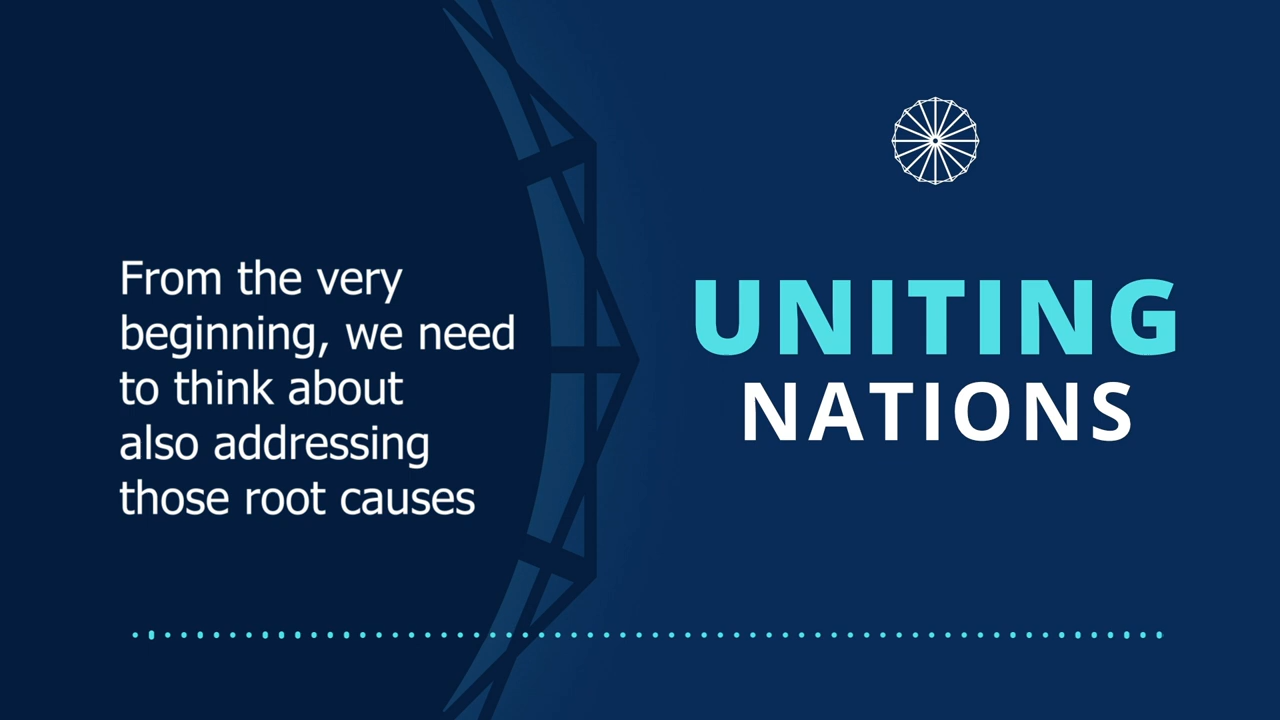 From the very
beginning, we need
to think about
also addressing
those root causes
UNITING
NATIONS